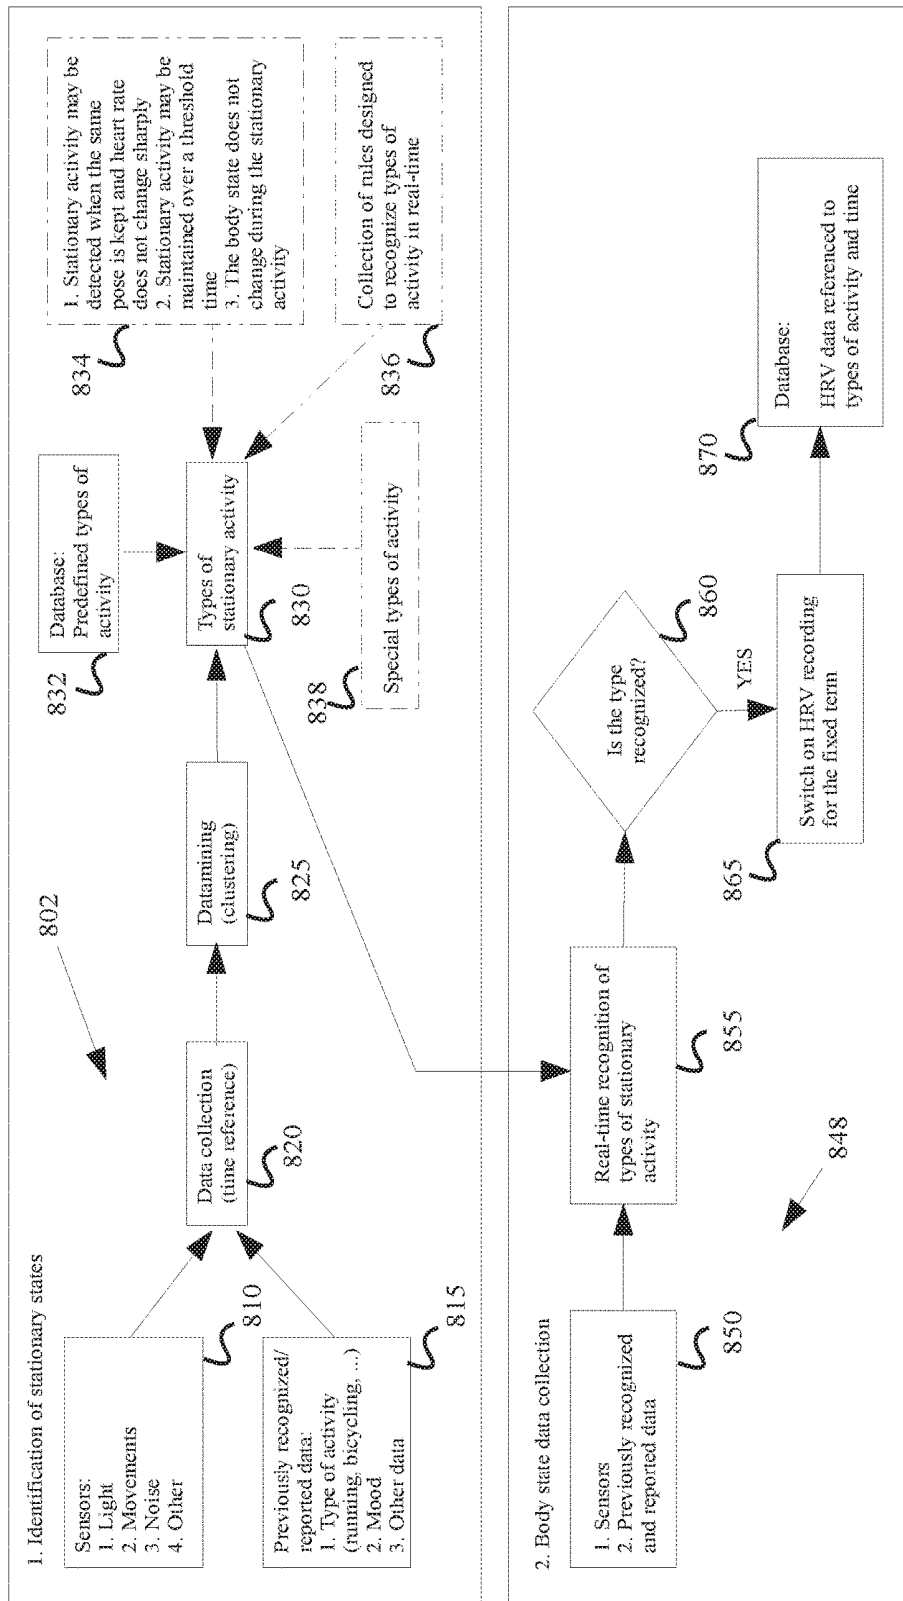 802
1. Identification of stationary states
Sensors:
1. Light
2. Movements
3. Noise
4. Other
810
Previously recognized/
reported data:
1. Type of activity
(running, bicycling, ...)
2. Mood
3. Other data
815
Data collection
(time reference)
820
Datamining
(clustering)
825
Database:
Predefined types of
activity
832
Types of
stationary activity
830
Special types of activity
838
1. Stationary activity may be
detected when the same
pose is kept and heart rate
does not change sharply
2. Stationary activity may be
maintained over a threshold
time
3. The body state does not
change during the stationary
activity
834
Collection of rules designed
to recognize types of
activity in real-time
836
2. Body state data collection
1. Sensors
2. Previously recognized
and reported data
850
Real-time recognition of
types of stationary
activity
855
848
Is the type
recognized?
860
YES
Switch on HRV recording
for the fixed term
865
Database:
HRV data referenced to
types of activity and time
870